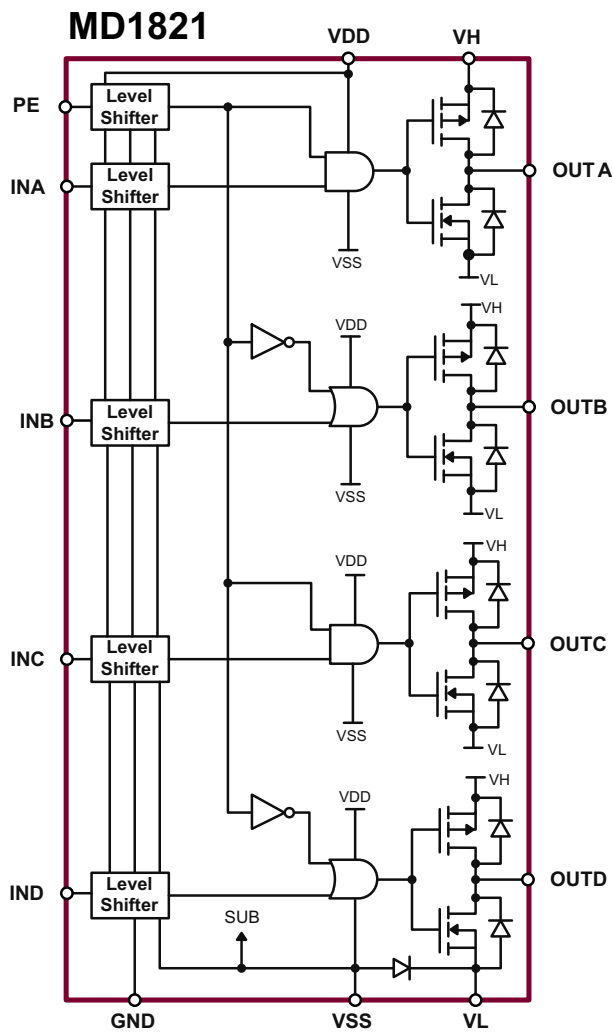 MD1821
VDD
VH
PE
Level
Shifter
INA
Level
Shifter
OUTA
VSS
VL
VH
VDD
INB
Level
Shifter
OUTB
VSS
VL
VH
VDD
INC
Level
Shifter
OUTC
VSS
VL
VH
VDD
IND
Level
Shifter
OUTD
SUB
GND
VSS
VL